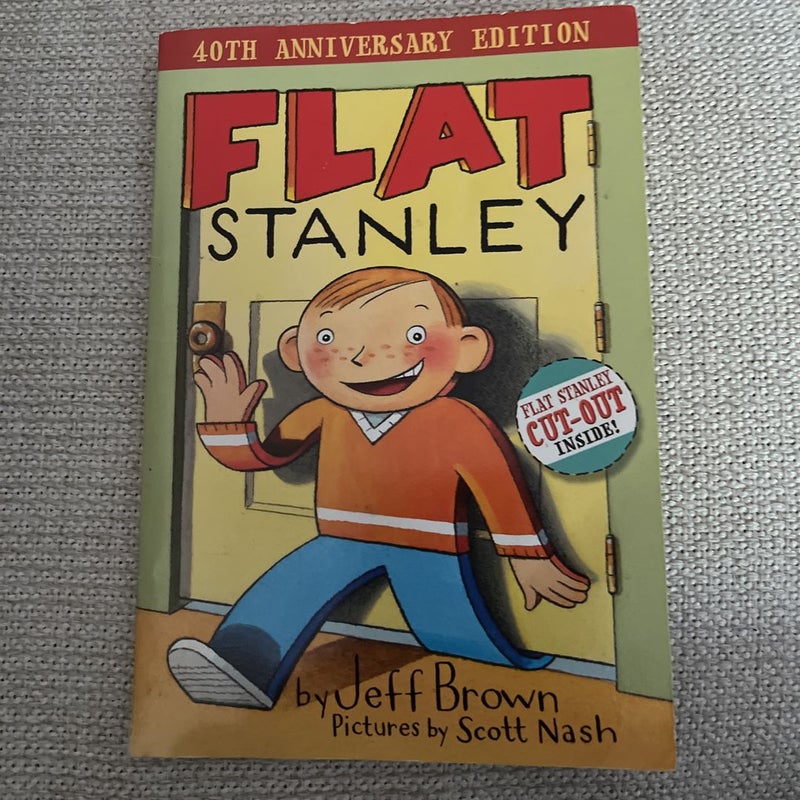 40TH ANNIVERSARY EDITION
FLAT
STANLEY
FLAT STANLEY
CUT-OUT
INSIDE!
by Jeff Brown
Pictures by Scott Nash